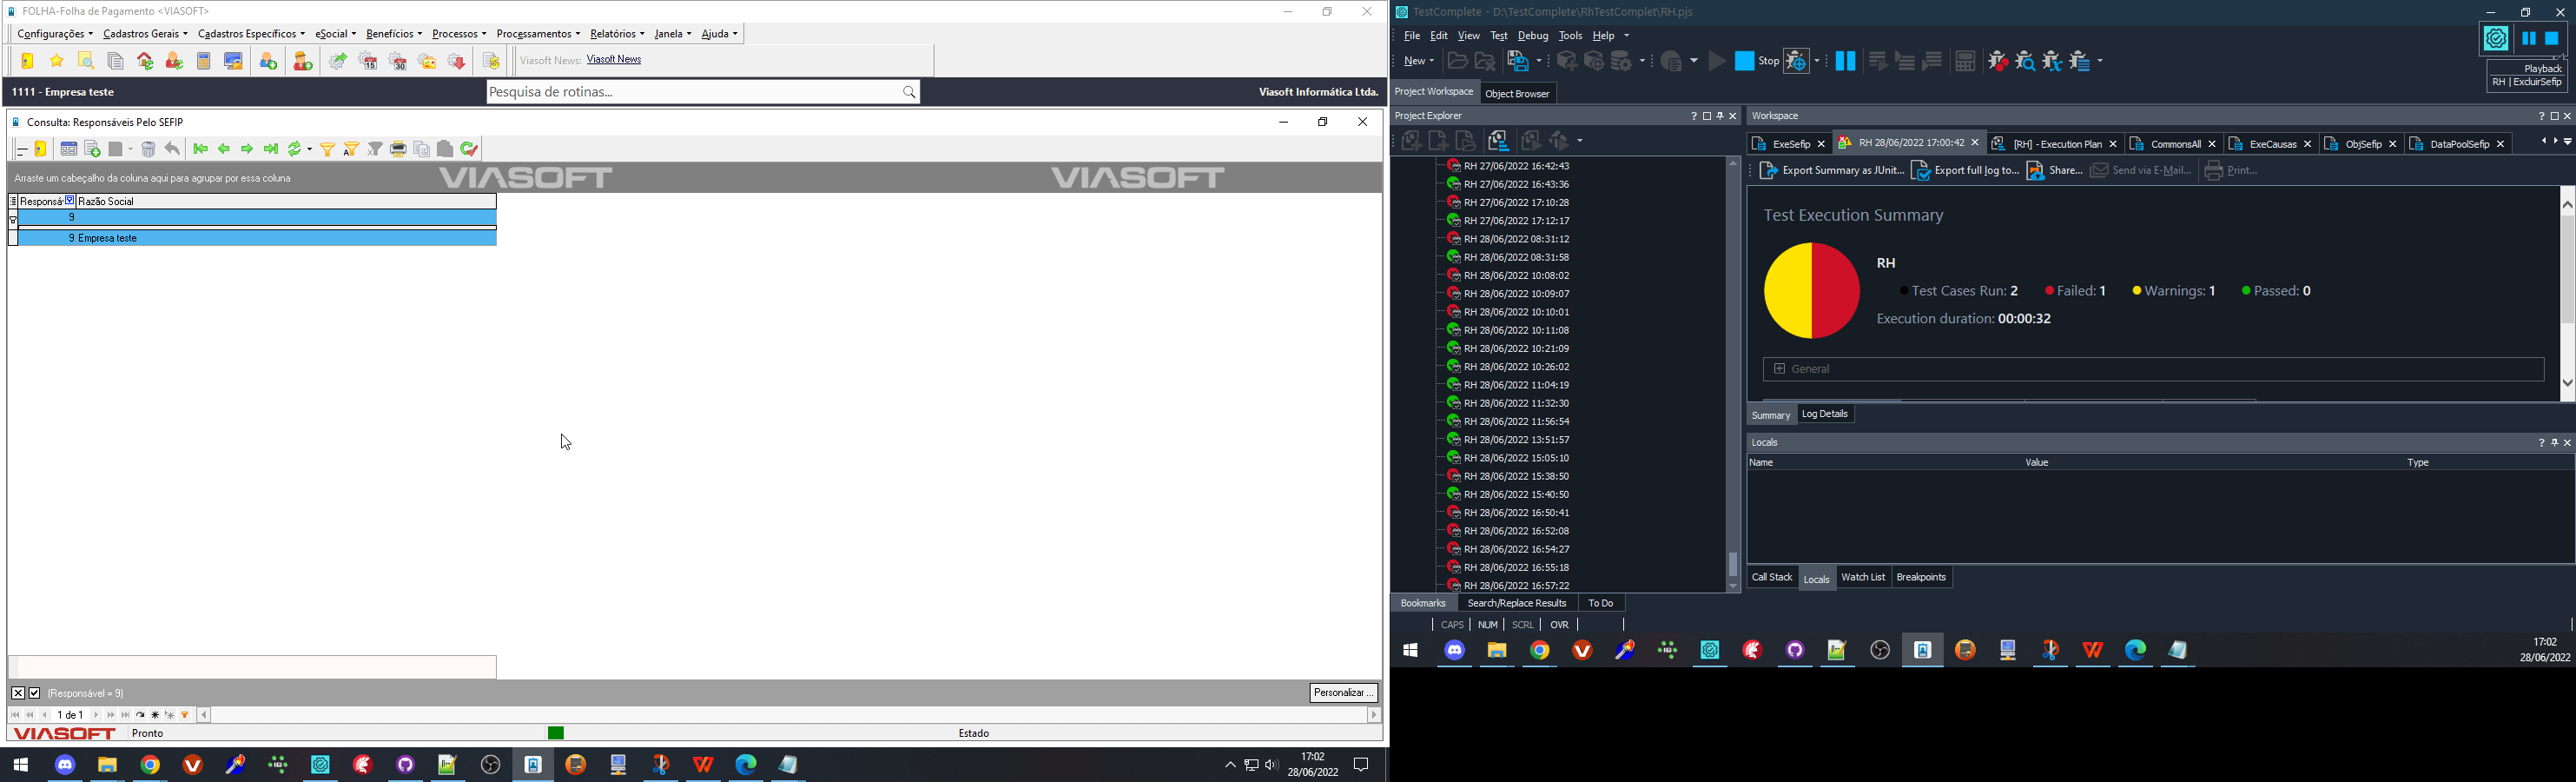 FOLHA-Folha de Pagamento <VIASOFT>
Configurações Cadastros Gerais Cadastros Específicos eSocial Benefícios Processos Processamentos Relatórios Janela Ajuda
Viasoft News: Viasoft News
1111 - Empresa teste
Pesquisa de rotinas...
Viasoft Informática Ltda.
Consulta: Responsáveis Pelo SEFIP
Arraste um cabeçalho da coluna aqui para agrupar por essa coluna
VIASOFT VIASOFT
Responsá Razão Social
9
9 Empresa teste
(Responsável = 9)
Personalizar ...
1 de 1
VIASOFT Pronto Estado
17:02
28/06/2022
TestComplete - D:\TestComplete\RhTestComplet\RH.pjs
File Edit View Test Debug Tools Help
New Stop
Playback
RH | ExcluirSefip
Project Workspace Object Browser
Project Explorer
RH 27/06/2022 16:42:43
RH 27/06/2022 16:43:36
RH 27/06/2022 17:10:28
RH 27/06/2022 17:12:17
RH 28/06/2022 08:31:12
RH 28/06/2022 08:31:58
RH 28/06/2022 10:08:02
RH 28/06/2022 10:09:07
RH 28/06/2022 10:10:01
RH 28/06/2022 10:11:08
RH 28/06/2022 10:21:09
RH 28/06/2022 10:26:02
RH 28/06/2022 11:04:19
RH 28/06/2022 11:32:30
RH 28/06/2022 11:56:54
RH 28/06/2022 13:51:57
RH 28/06/2022 15:05:10
RH 28/06/2022 15:38:50
RH 28/06/2022 15:40:50
RH 28/06/2022 16:50:41
RH 28/06/2022 16:52:08
RH 28/06/2022 16:54:27
RH 28/06/2022 16:55:18
RH 28/06/2022 16:57:22
Workspace
ExeSefip RH 28/06/2022 17:00:42 [RH] - Execution Plan CommonsAll ExeCausas ObjSefip DataPoolSefip
Export Summary as JUnit... Export full log to... Share... Send via E-Mail... Print...
Test Execution Summary
RH
Test Cases Run: 2 Failed: 1 Warnings: 1 Passed: 0
Execution duration: 00:00:32
General
Summary Log Details
Locals
Name Value Type
Call Stack Locals Watch List Breakpoints
Bookmarks Search/Replace Results To Do
CAPS NUM SCRL OVR
17:02
28/06/2022